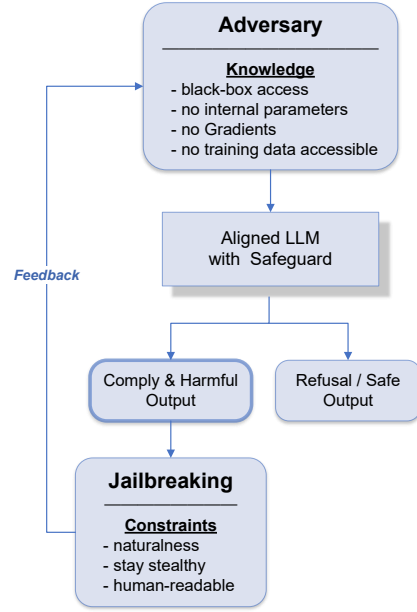 Adversary
Knowledge
- black-box access
- no internal parameters
- no Gradients
- no training data accessible
Aligned LLM
with Safeguard
Feedback
Comply & Harmful
Output
Refusal / Safe
Output
Jailbreaking
Constraints
- naturalness
- stay stealthy
- human-readable